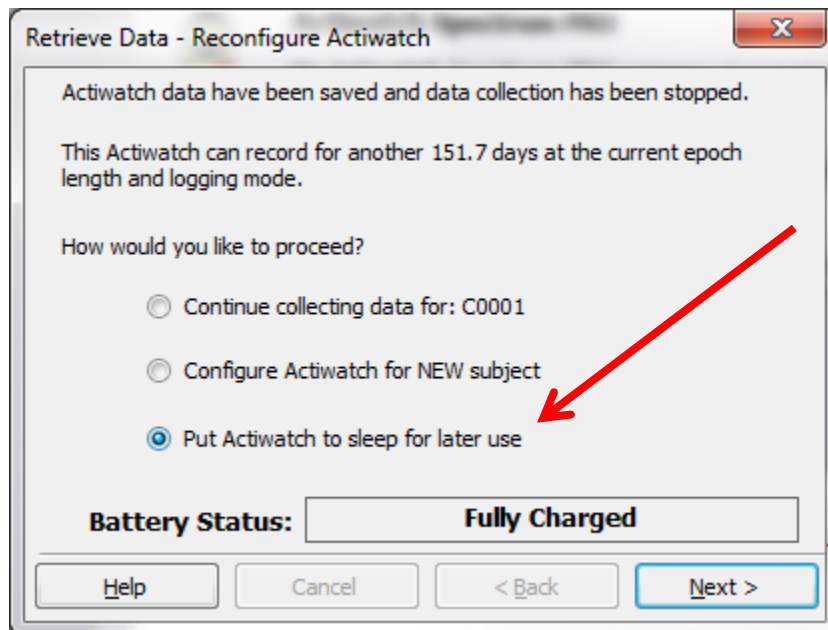 Retrieve Data - Reconfigure Actiwatch
Actiwatch data have been saved and data collection has been stopped.
This Actiwatch can record for another 151.7 days at the current epoch
length and logging mode.
How would you like to proceed?
Continue collecting data for: C0001
Configure Actiwatch for NEW subject
Put Actiwatch to sleep for later use
Battery Status: Fully Charged
Help Cancel < Back Next >